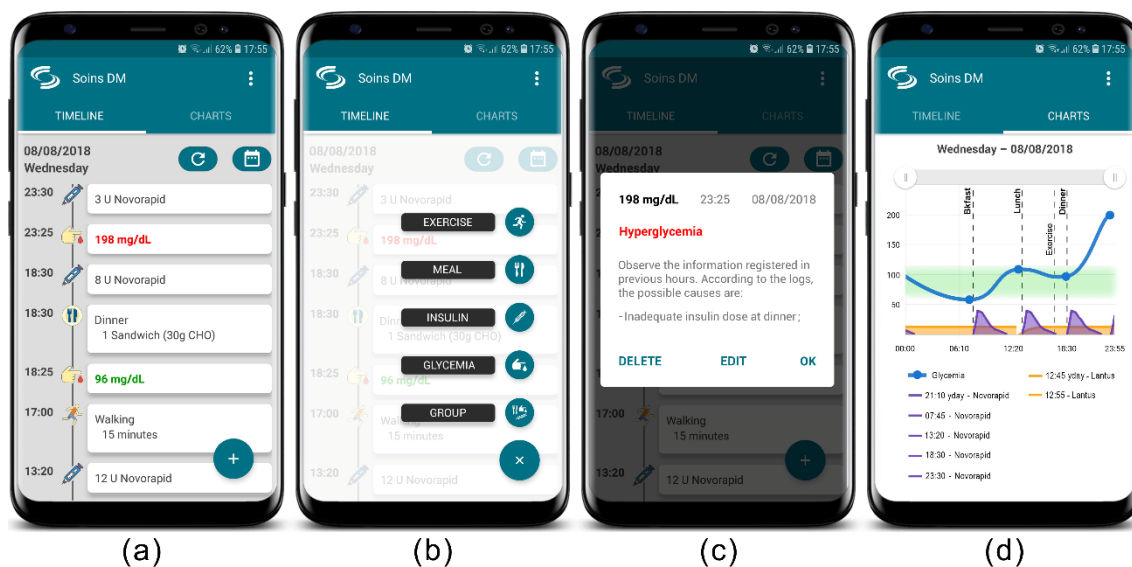 62% 17:55
Soins DM
TIMELINE CHARTS
08/08/2018
Wednesday
23:30
3 U Novorapid
23:25
198 mg/dL
18:30
8 U Novorapid
18:30
Dinner
1 Sandwich (30g CHO)
18:25
96 mg/dL
17:00
Walking
15 minutes
+
13:20
12 U Novorapid
(a)
62% 17:55
Soins DM
TIMELINE CHARTS
08/08/2018
Wednesday
23:30
3 U Novorapid
EXERCISE
23:25
198 mg/dL
MEAL
18:30
8 U Novorapid
INSULIN
18:30
Dinner
1 Sandwich (30g CHO)
GLYCEMIA
18:25
96 mg/dL
GROUP
17:00
Walking
15 minutes
×
13:20
12 U Novorapid
(b)
62% 17:55
Soins DM
TIMELINE CHARTS
08/08/2018
Wednesday
198 mg/dL 23:25 08/08/2018
Hyperglycemia
Observe the information registered in
previous hours. According to the logs,
the possible causes are:
-Inadequate insulin dose at dinner;
DELETE EDIT OK
17:00
Walking
15 minutes
+
13:20
12 U Novorapid
(c)
62% 17:55
Soins DM
TIMELINE CHARTS
Wednesday – 08/08/2018
Bkfast
Lunch
Exercise
Dinner
200
150
100
50
00:00 06:10 12:20 18:30 23:55
Glycemia
12:45 yday - Lantus
21:10 yday - Novorapid
12:55 - Lantus
07:45 - Novorapid
13:20 - Novorapid
18:30 - Novorapid
23:30 - Novorapid
(d)